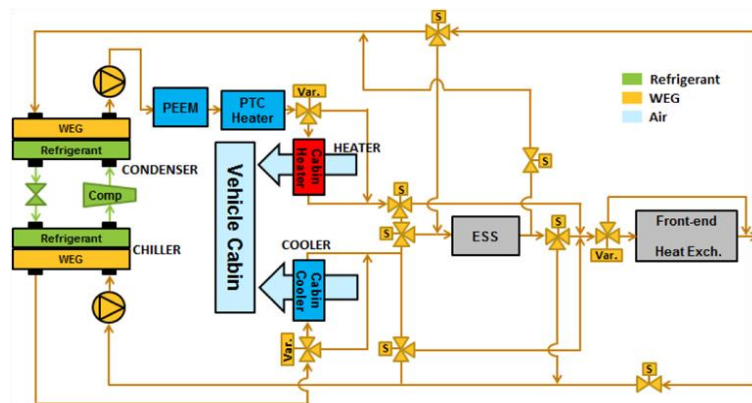 S
Refrigerant
WEG
Air
PEEM
PTC
Heater
Var.
WEG
Refrigerant
CONDENSER
Comp
Refrigerant
WEG
CHILLER
Vehicle Cabin
Cabin
Heater
HEATER
COOLER
Cabin
Cooler
Var.
S
S
S
ESS
S
Var.
Front-end
Heat Exch.
S
S